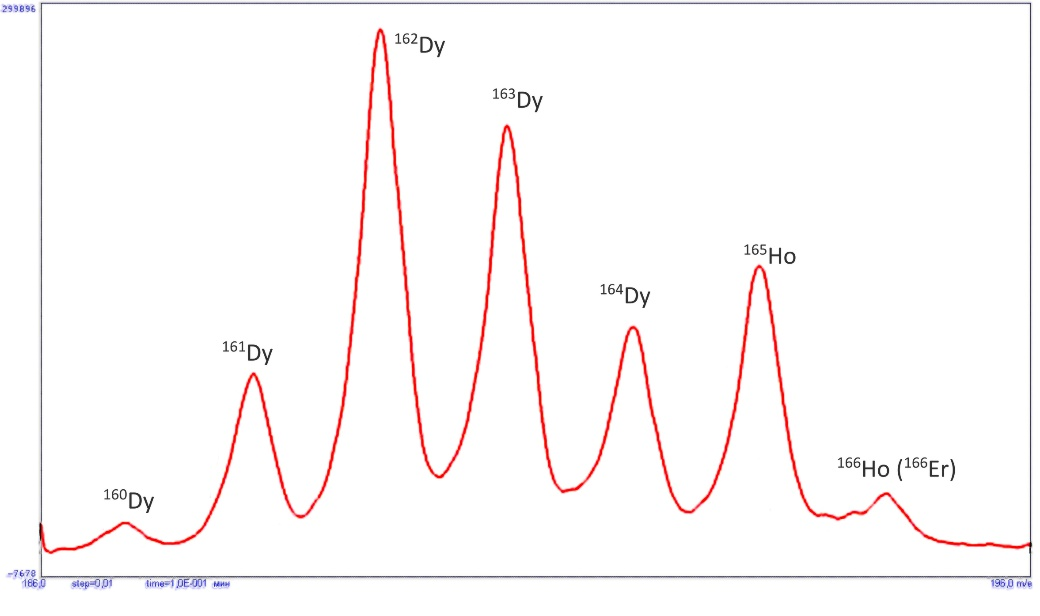 299896
¹⁶²Dy
¹⁶³Dy
¹⁶⁵Ho
¹⁶⁴Dy
¹⁶¹Dy
¹⁶⁶Ho (¹⁶⁶Er)
¹⁶⁰Dy
-7678
186,0 step=0,01 time=1,0E-001 мин 196,0 m/e